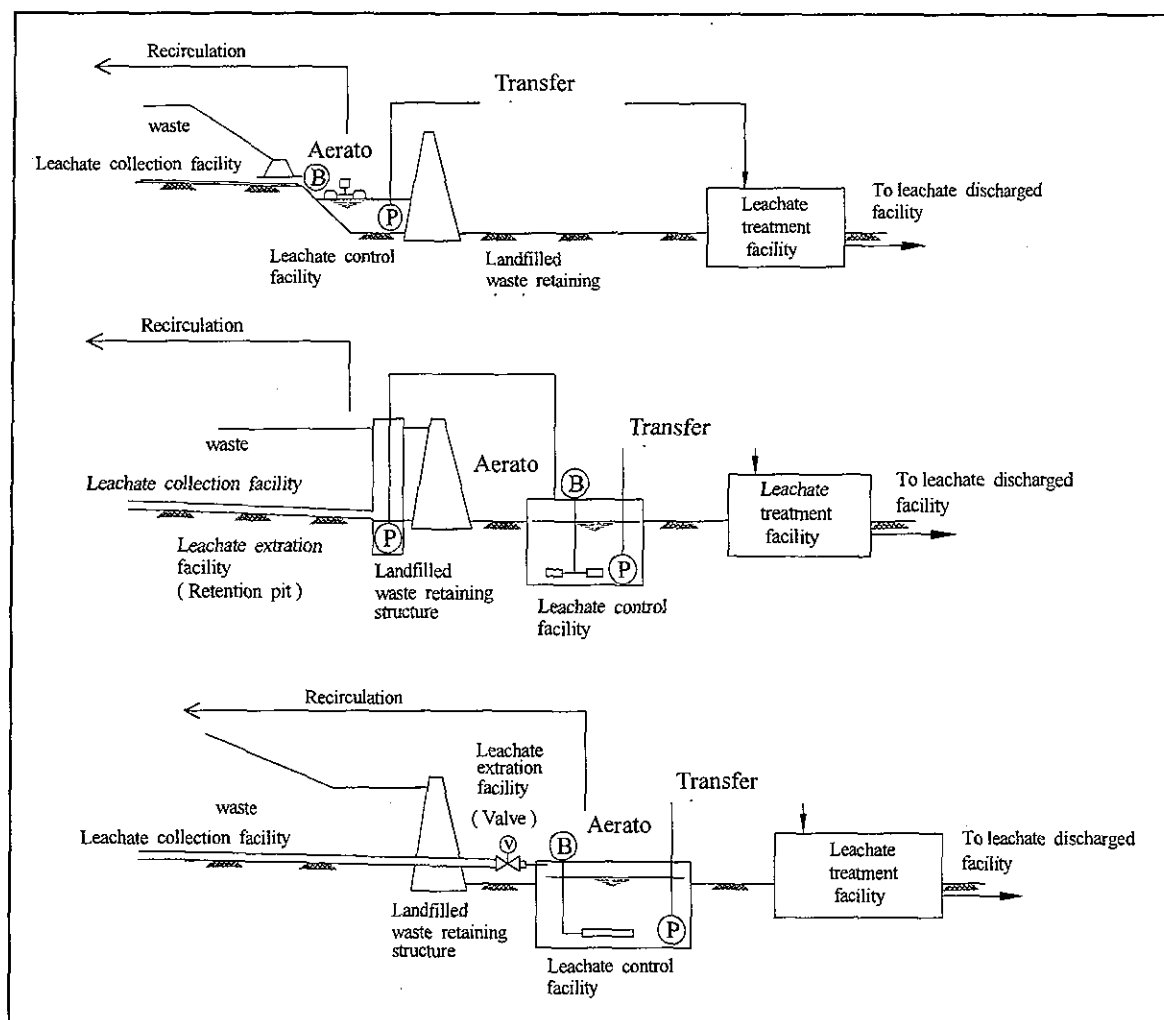 Recirculation
Transfer
waste
Aerato
Leachate collection facility
B
P
Leachate control
facility
Landfilled
waste retaining
Leachate
treatment
facility
To leachate discharged
facility
Recirculation
waste
Transfer
Aerato
Leachate collection facility
B
P
P
Leachate extration
facility
( Retention pit )
Landfilled
waste retaining
structure
Leachate control
facility
Leachate
treatment
facility
To leachate discharged
facility
Recirculation
Leachate
extration
facility
( Valve )
V
Transfer
waste
Aerato
Leachate collection facility
B
P
Landfilled
waste retaining
structure
Leachate control
facility
Leachate
treatment
facility
To leachate discharged
facility